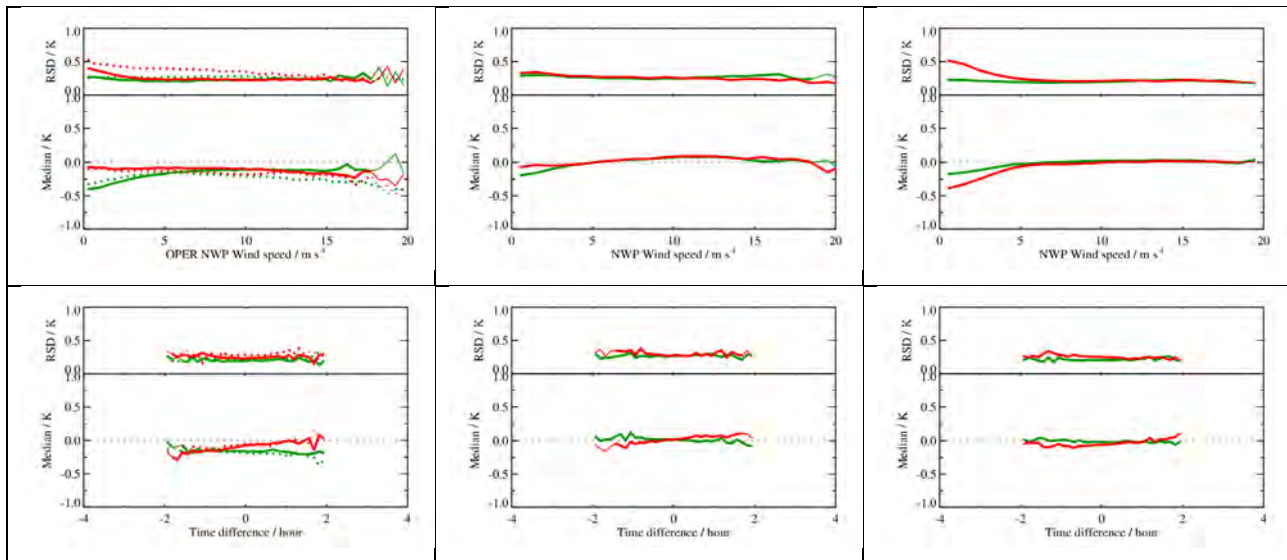 1.0
0.5
0.0
1.0
0.5
0.0
-0.5
-1.0
RSD / K
Median / K
0 5 10 15 20
OPER NWP Wind speed / m s⁻¹
1.0
0.5
0.0
1.0
0.5
0.0
-0.5
-1.0
RSD / K
Median / K
0 5 10 15 20
NWP Wind speed / m s⁻¹
1.0
0.5
0.0
1.0
0.5
0.0
-0.5
-1.0
RSD / K
Median / K
0 5 10 15 20
NWP Wind speed / m s⁻¹
1.0
0.5
0.0
1.0
0.5
0.0
-0.5
-1.0
RSD / K
Median / K
-4 -2 0 2 4
Time difference / hour
1.0
0.5
0.0
1.0
0.5
0.0
-0.5
-1.0
RSD / K
Median / K
-4 -2 0 2 4
Time difference / hour
1.0
0.5
0.0
1.0
0.5
0.0
-0.5
-1.0
RSD / K
Median / K
-4 -2 0 2 4
Time difference / hour